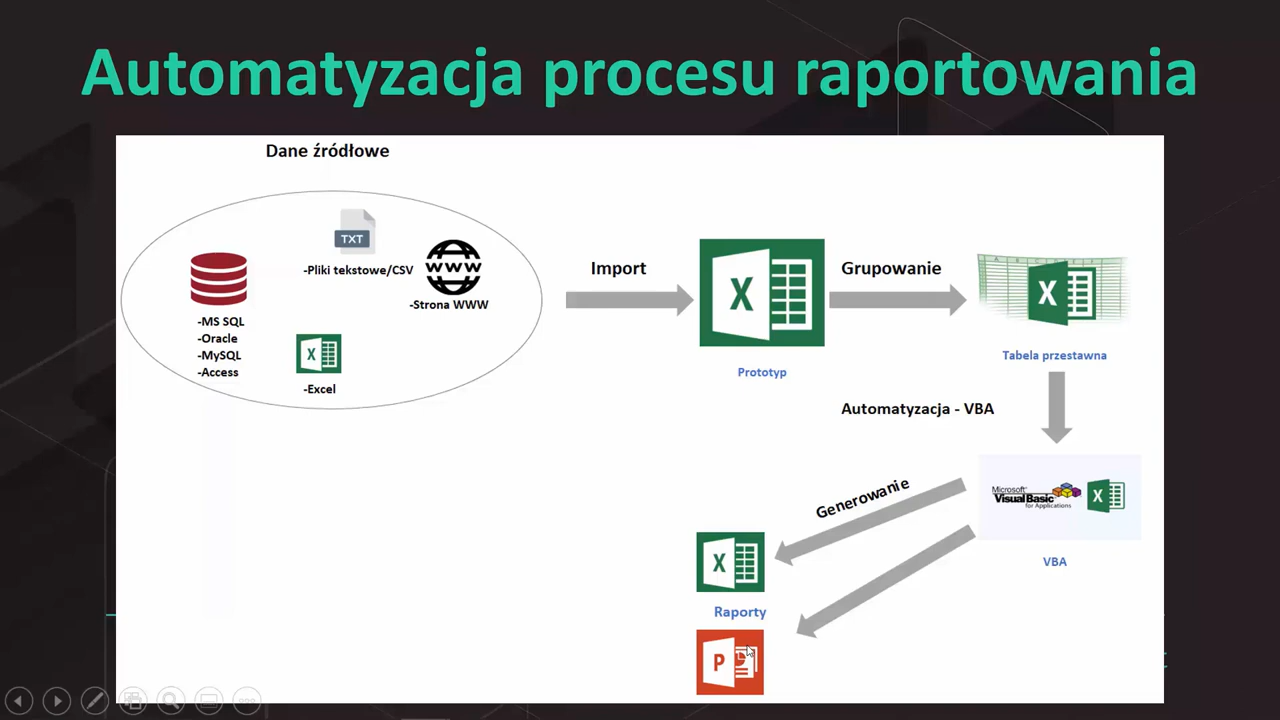 Automatyzacja procesu raportowania
Dane źródłowe
TXT
-Pliki tekstowe/CSV
www
-Strona WWW
-MS SQL
-Oracle
-MySQL
-Access
X
-Excel
Import
X
Prototyp
Grupowanie
X
Tabela przestawna
Automatyzacja - VBA
Microsoft
Visual Basic
for Applications
X
VBA
Generowanie
X
Raporty
P